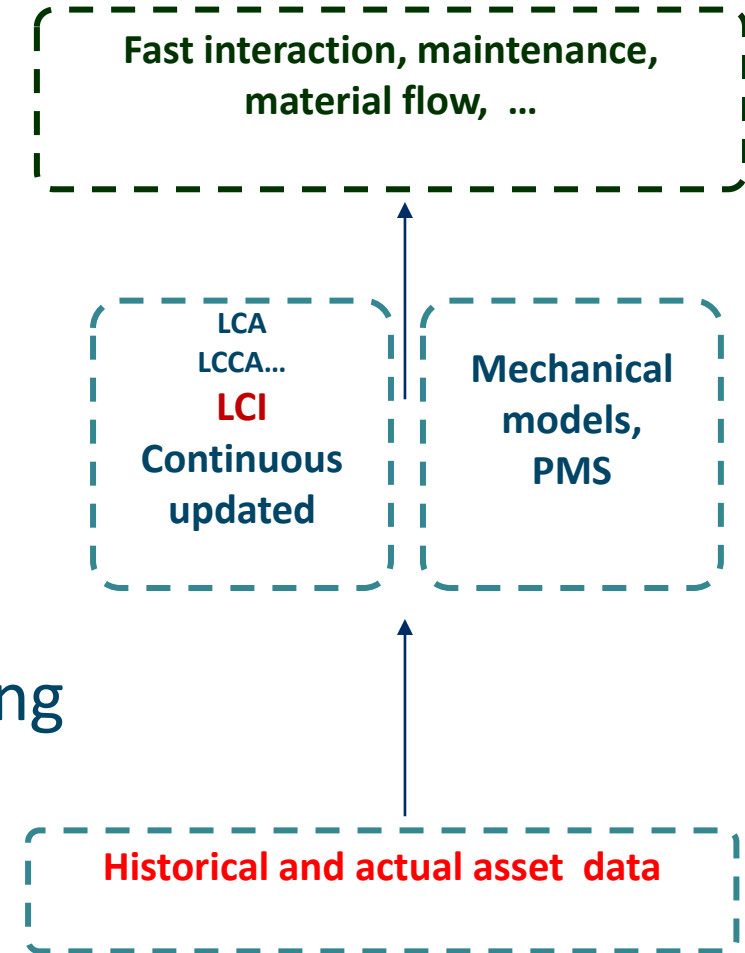 Fast interaction, maintenance,
material flow, …
LCA
LCCA…
LCI
Continuous
updated
Mechanical
models,
PMS
ng
Historical and actual asset data